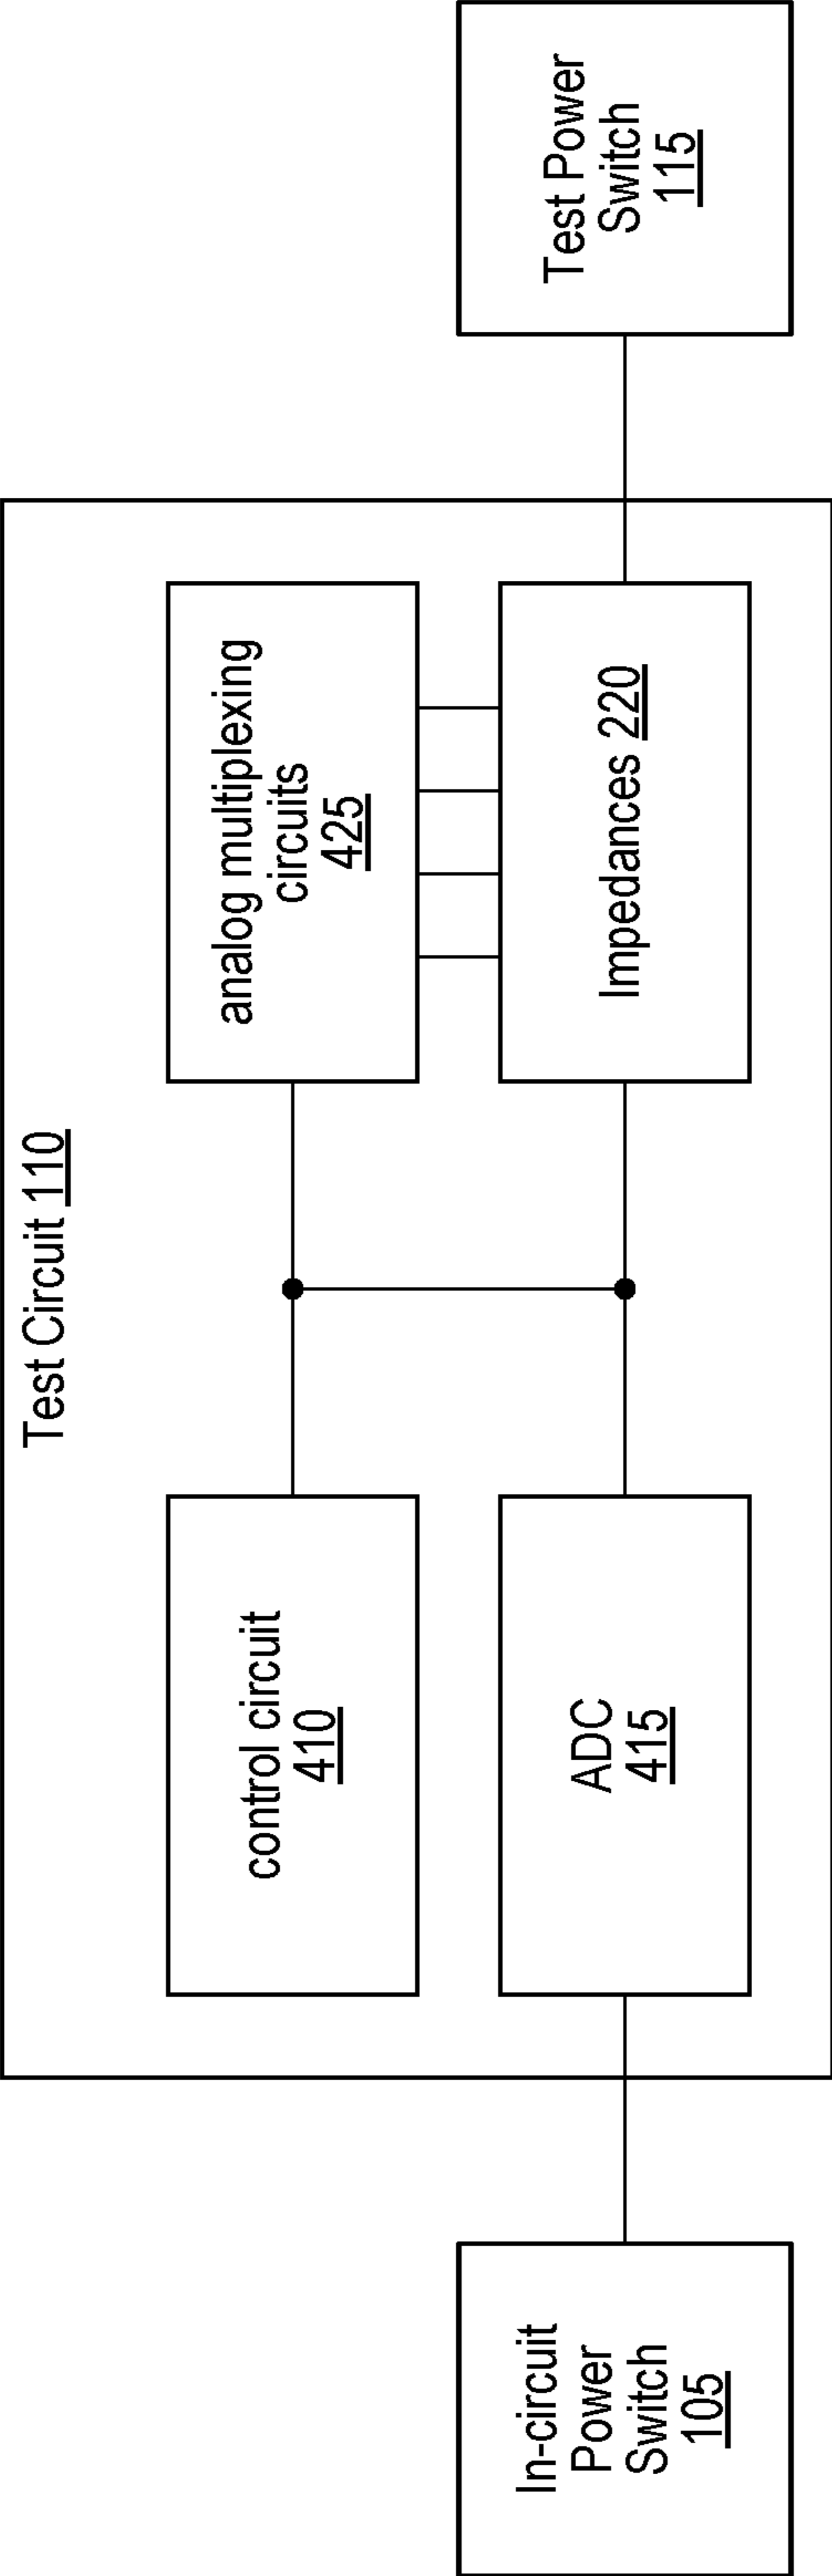 Test Circuit 110
control circuit
410
analog multiplexing
circuits
425
In-circuit
Power
Switch
105
ADC
415
Impedances 220
Test Power
Switch
115